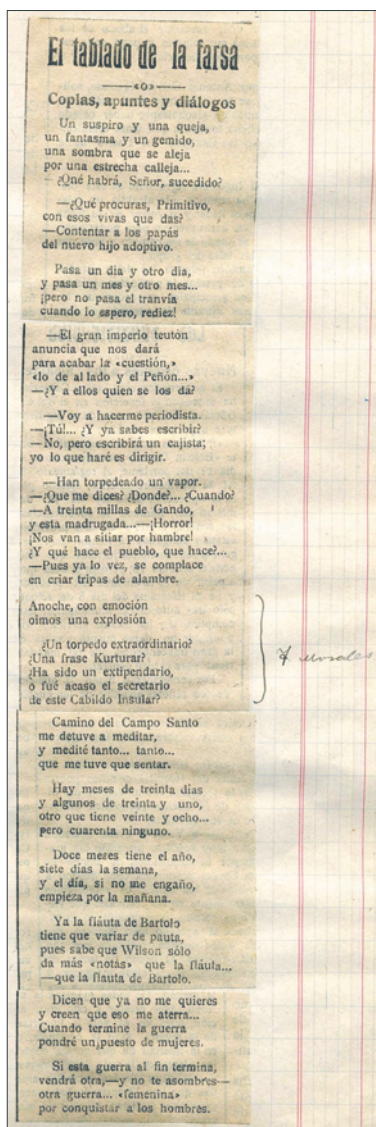 El tablado de la farsa
«o»
Coplas, apuntes y diálogos
Un suspiro y una queja,
un fantasma y un gemido,
una sombra que se aleja
por una estrecha calleja...
—¿Qné habrá, Señor, sucedido?
—¿Qué procuras, Primitivo,
con esos vivas que das?
—Contentar a los papás
del nuevo hijo adoptivo.
Pasa un dia y otro dia,
y pasa un mes y otro mes...
¡pero no pasa el tranvía
cuando lo espero, rediez!
—El gran imperio teutón
anuncia que nos dará
para acabar la «cuestión,»
«lo de al lado y el Peñón...»
—¿Y a ellos quien se los da?
—Voy a hacerme periodista.
—¡Tú!... ¿Y ya sabes escribir?
—No, pero escribirá un cajista;
yo lo que haré es dirigir.
—Han torpedeado un vapor.
—¿Que me dices? ¿Donde?... ¿Cuando?
—A treinta millas de Gando,
y esta madrugada...—¡Horror!
¡Nos van a sitiar por hambre!
¿Y qué hace el pueblo, que hace?...
—Pues ya lo vez, se complace
en criar tripas de alambre.
Anoche, con emoción
oimos una explosión
¿Un torpedo extraordinario?
¿Una frase Kurturar?
¿Ha sido un extipendario,
o fué acaso el secretario
de este Cabildo Insular?
Camino del Campo Santo
me detuve a meditar,
y medité tanto... tanto...
que me tuve que sentar.
Hay meses de treinta días
y algunos de treinta y uno,
otro que tiene veinte y ocho...
pero cuarenta ninguno.
Doce meses tiene el año,
siete días la semana,
y el día, si no me engaño,
empieza por la mañana.
Ya la fláuta de Bartolo
tiene que variar de pauta,
pues sabe que Wilson sólo
da más «notas» que la fláuta...
—que la flauta de Bartolo.
Dicen que ya no me quieres
y creen que eso me aterra...
Cuando termine la guerra
pondré un puesto de mujeres.
Si esta guerra al fin termina,
vendrá otra,—y no te asombres—
otra guerra... «femenina»
por conquistar a los hombres.